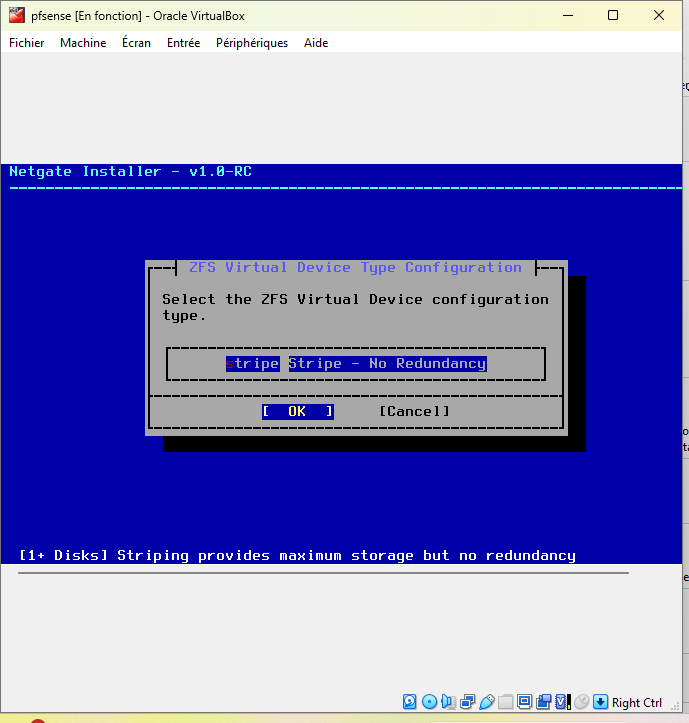 pfsense [En fonction] - Oracle VirtualBox
Fichier Machine Écran Entrée Périphériques Aide
Netgate Installer - v1.0-RC
ZFS Virtual Device Type Configuration
Select the ZFS Virtual Device configuration
type.
stripe Stripe - No Redundancy
[ OK ] [Cancel]
[1+ Disks] Striping provides maximum storage but no redundancy
Right Ctrl